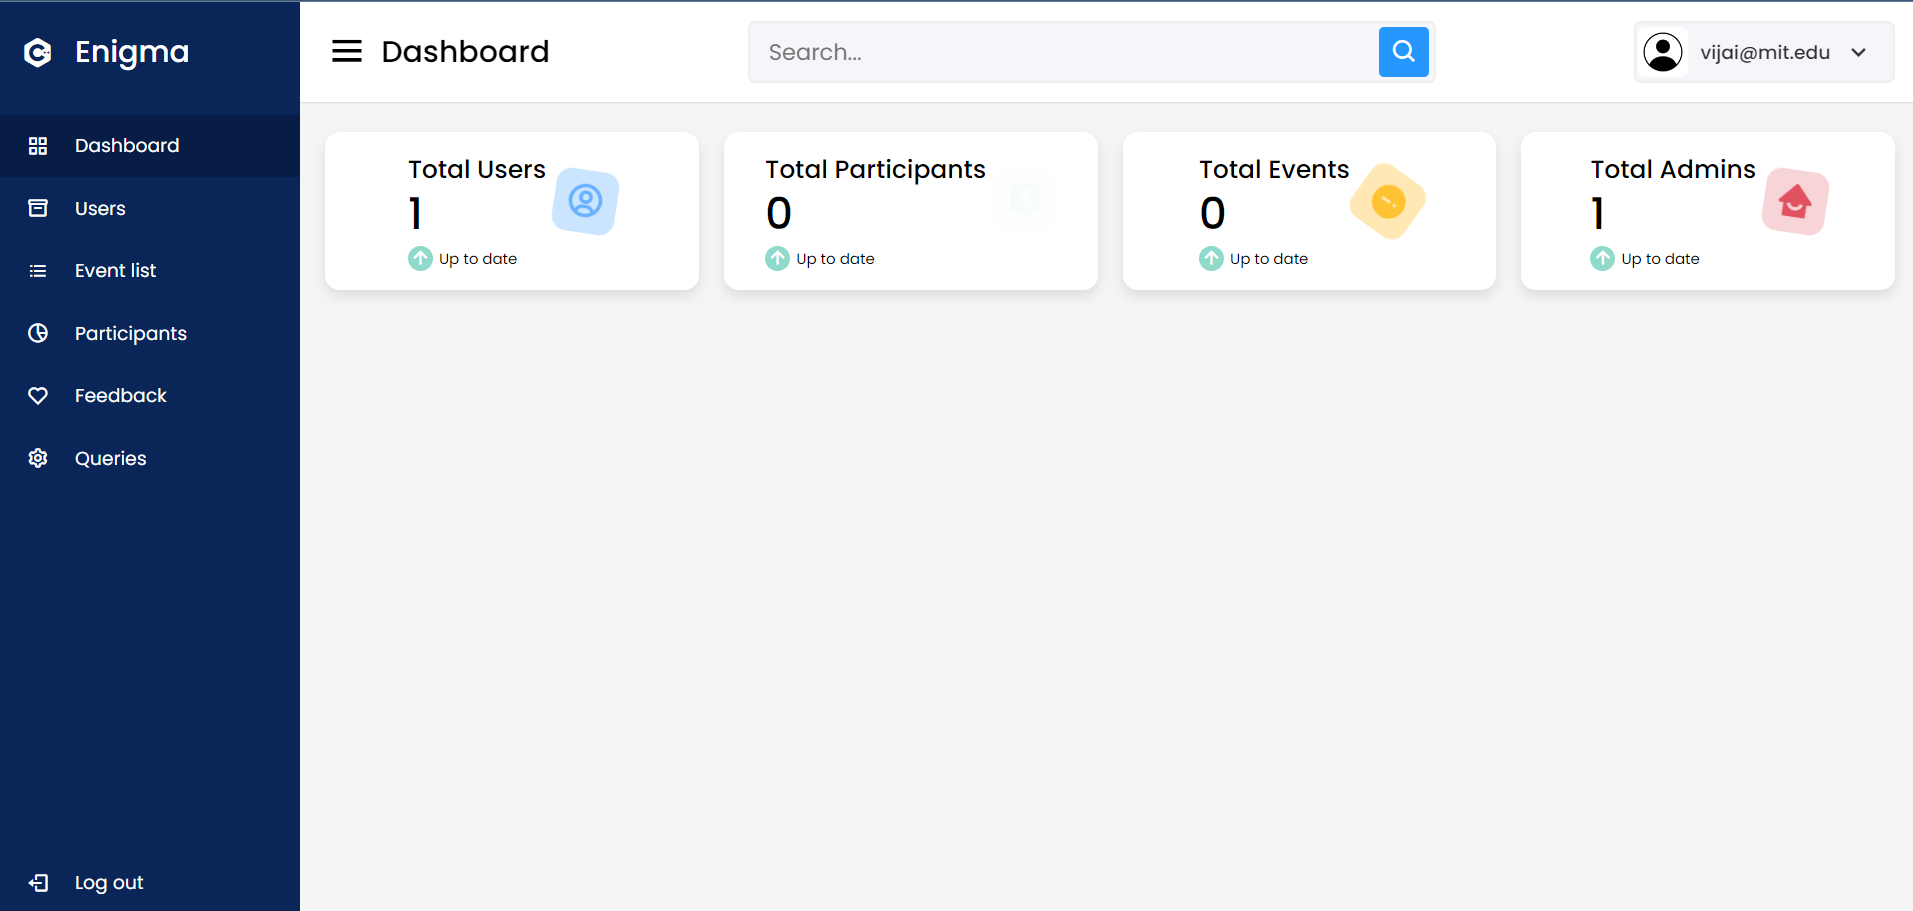 Enigma
Dashboard
Users
Event list
Participants
Feedback
Queries
Log out
Dashboard
Search...
vijai@mit.edu
Total Users
1
Up to date
Total Participants
0
Up to date
Total Events
0
Up to date
Total Admins
1
Up to date